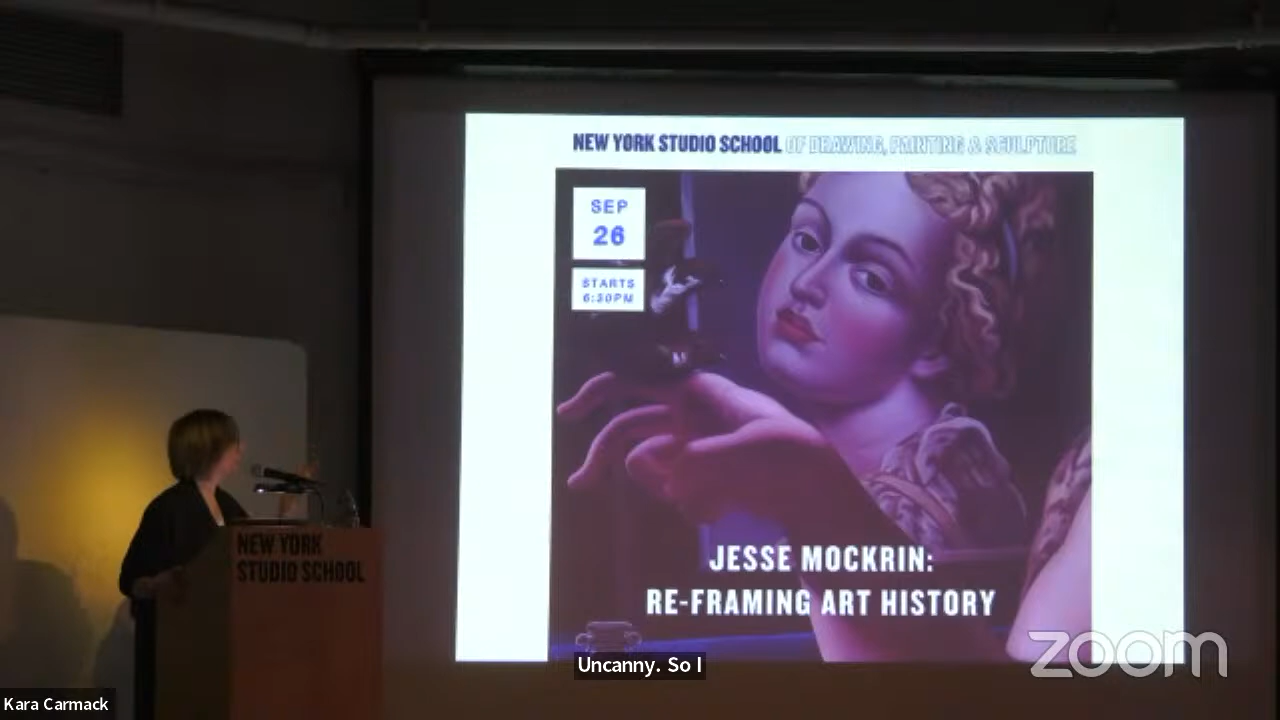 NEW YORK STUDIO SCHOOL OF DRAWING, PAINTING & SCULPTURE
SEP
26
STARTS
6:30PM
JESSE MOCKRIN:
RE-FRAMING ART HISTORY
NEW YORK
STUDIO SCHOOL
Uncanny. So I
zoom
Kara Carmack